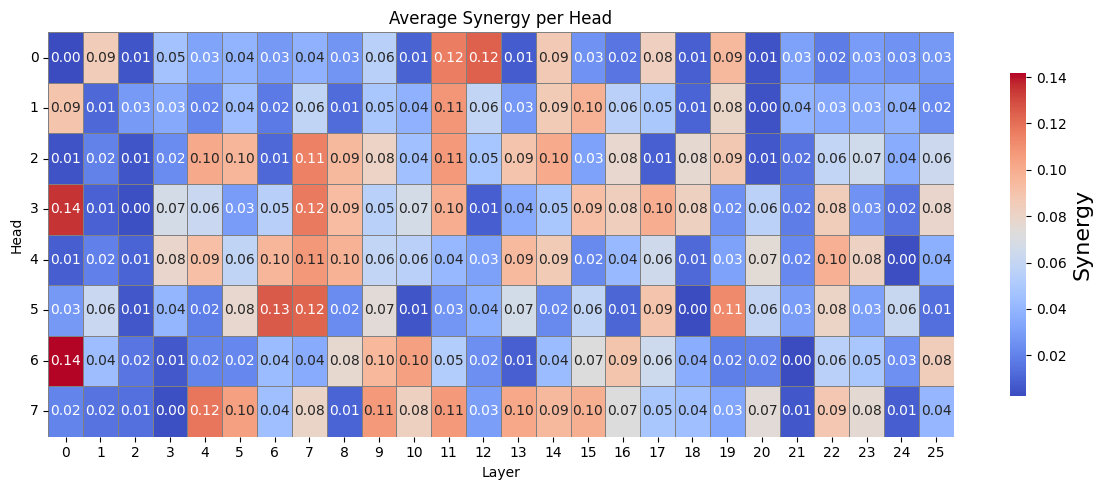 Average Synergy per Head
0 0.00 0.09 0.01 0.05 0.03 0.04 0.03 0.04 0.03 0.06 0.01 0.12 0.12 0.01 0.09 0.03 0.02 0.08 0.01 0.09 0.01 0.03 0.02 0.03 0.03 0.03
1 0.09 0.01 0.03 0.03 0.02 0.04 0.02 0.06 0.01 0.05 0.04 0.11 0.06 0.03 0.09 0.10 0.06 0.05 0.01 0.08 0.00 0.04 0.03 0.03 0.04 0.02
2 0.01 0.02 0.01 0.02 0.10 0.10 0.01 0.11 0.09 0.08 0.04 0.11 0.05 0.09 0.10 0.03 0.08 0.01 0.08 0.09 0.01 0.02 0.06 0.07 0.04 0.06
3 0.14 0.01 0.00 0.07 0.06 0.03 0.05 0.12 0.09 0.05 0.07 0.10 0.01 0.04 0.05 0.09 0.08 0.10 0.08 0.02 0.06 0.02 0.08 0.03 0.02 0.08
4 0.01 0.02 0.01 0.08 0.09 0.06 0.10 0.11 0.10 0.06 0.06 0.04 0.03 0.09 0.09 0.02 0.04 0.06 0.01 0.03 0.07 0.02 0.10 0.08 0.00 0.04
5 0.03 0.06 0.01 0.04 0.02 0.08 0.13 0.12 0.02 0.07 0.01 0.03 0.04 0.07 0.02 0.06 0.01 0.09 0.00 0.11 0.06 0.03 0.08 0.03 0.06 0.01
6 0.14 0.04 0.02 0.01 0.02 0.02 0.04 0.04 0.08 0.10 0.10 0.05 0.02 0.01 0.04 0.07 0.09 0.06 0.04 0.02 0.02 0.00 0.06 0.05 0.03 0.08
7 0.02 0.02 0.01 0.00 0.12 0.10 0.04 0.08 0.01 0.11 0.08 0.11 0.03 0.10 0.09 0.10 0.07 0.05 0.04 0.03 0.07 0.01 0.09 0.08 0.01 0.04
0 1 2 3 4 5 6 7 8 9 10 11 12 13 14 15 16 17 18 19 20 21 22 23 24 25
Layer
Head
0.14
0.12
0.10
0.08
0.06
0.04
0.02
Synergy